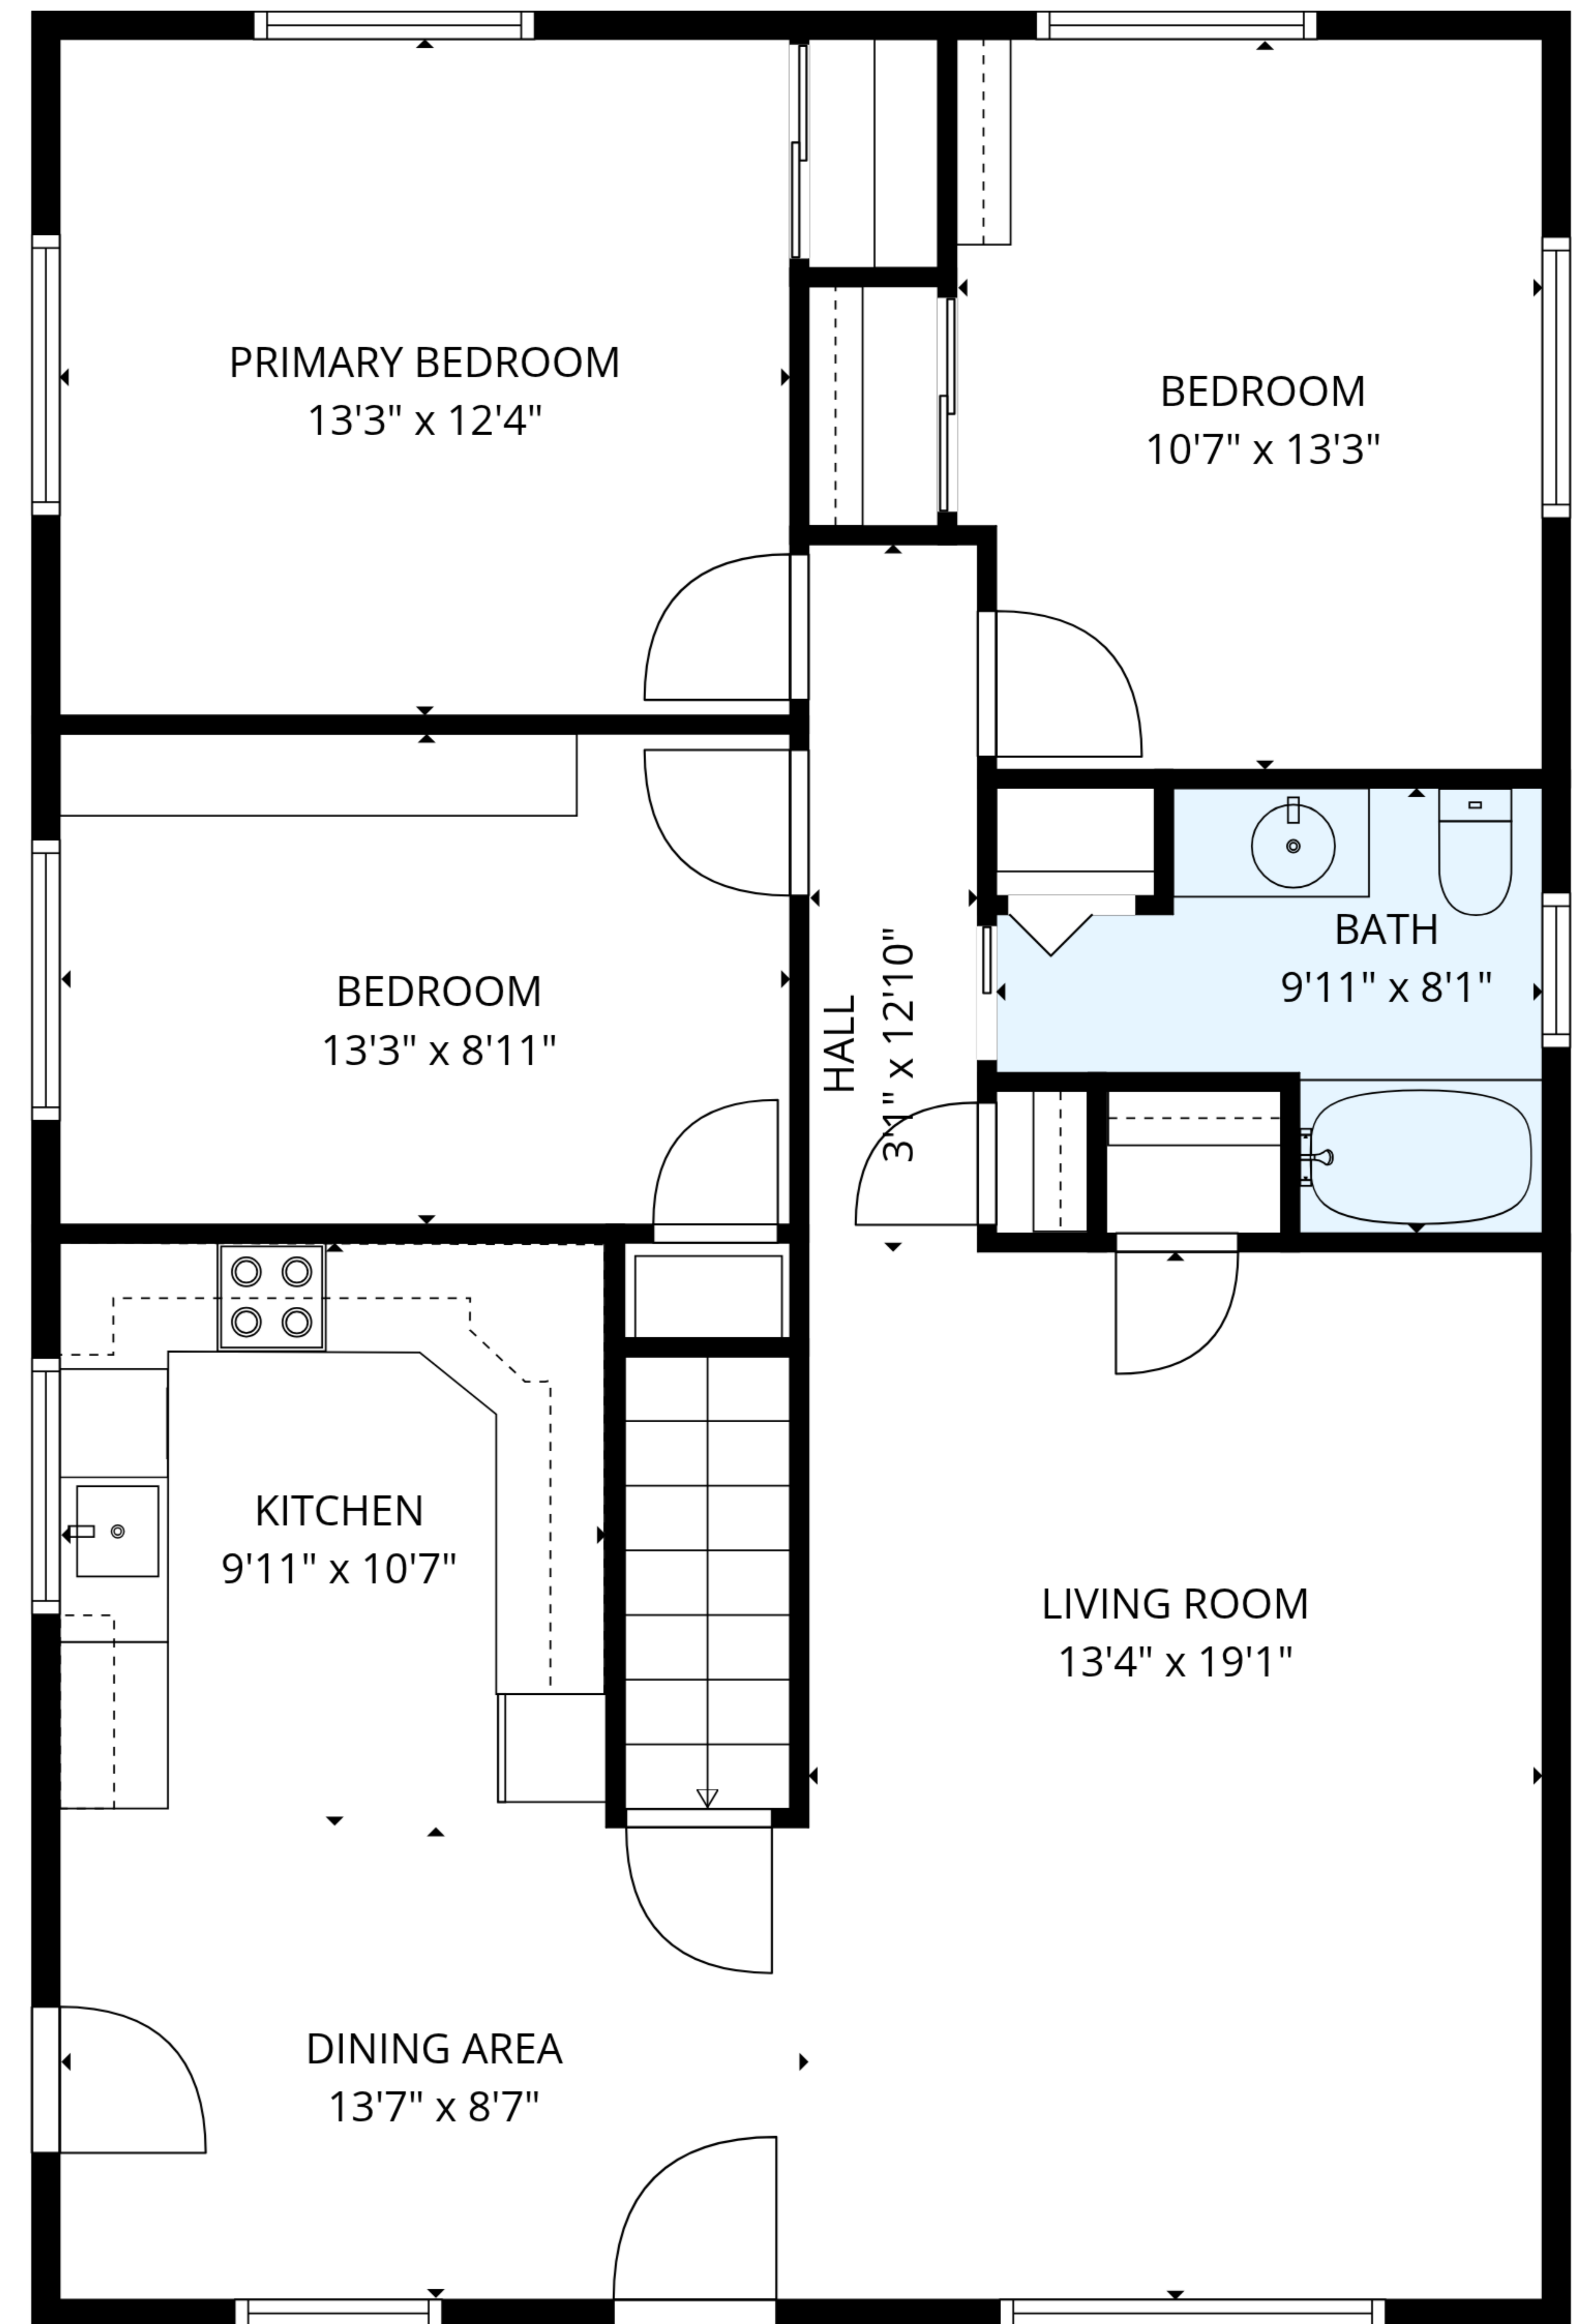 PRIMARY BEDROOM
13'3" x 12'4"
BEDROOM
10'7" x 13'3"
BATH
9'11" x 8'1"
BEDROOM
13'3" x 8'11"
HALL
3'1" x 12'10"
KITCHEN
9'11" x 10'7"
LIVING ROOM
13'4" x 19'1"
DINING AREA
13'7" x 8'7"